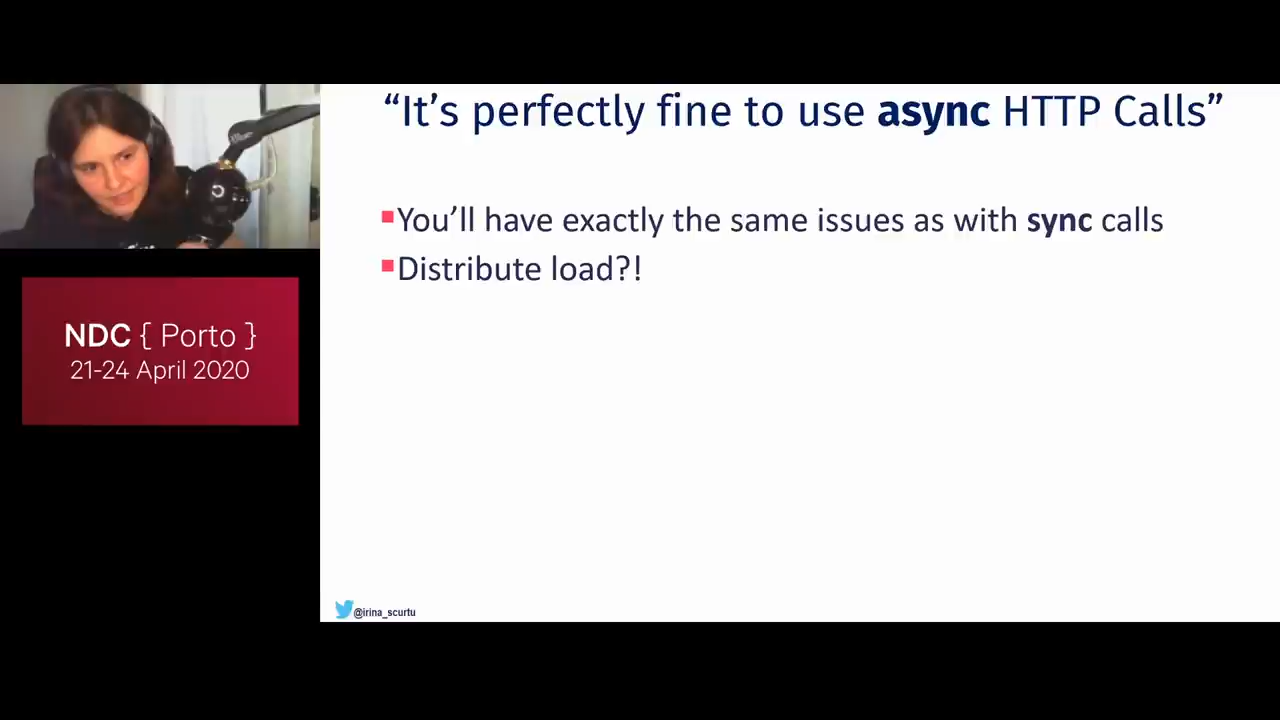 “It’s perfectly fine to use async HTTP Calls”
You’ll have exactly the same issues as with sync calls
Distribute load?!
NDC { Porto }
21-24 April 2020
@irina_scurtu